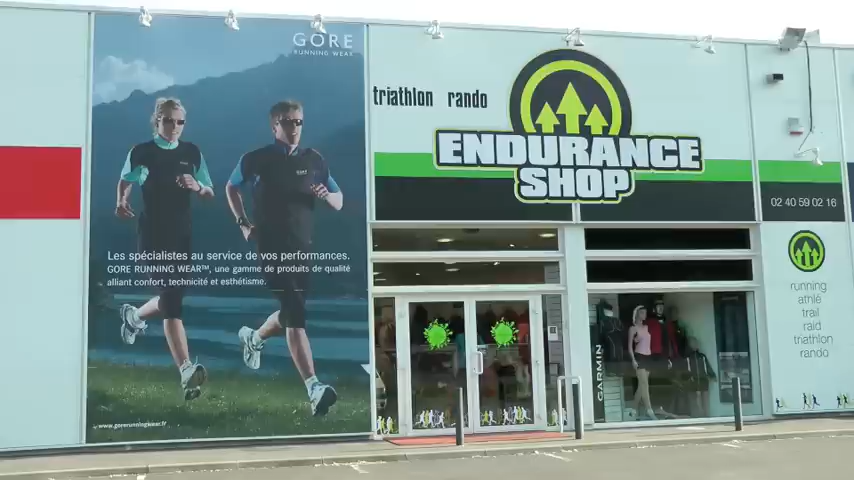 GORE
RUNNING WEAR
Les spécialistes au service de vos performances.
GORE RUNNING WEAR™, une gamme de produits de qualité
alliant confort, technicité et esthétisme.
www.gorerunningwear.fr
triathlon rando
ENDURANCE
SHOP
02 40 59 02 16
running
athlé
trail
raid
triathlon
rando
GARMIN